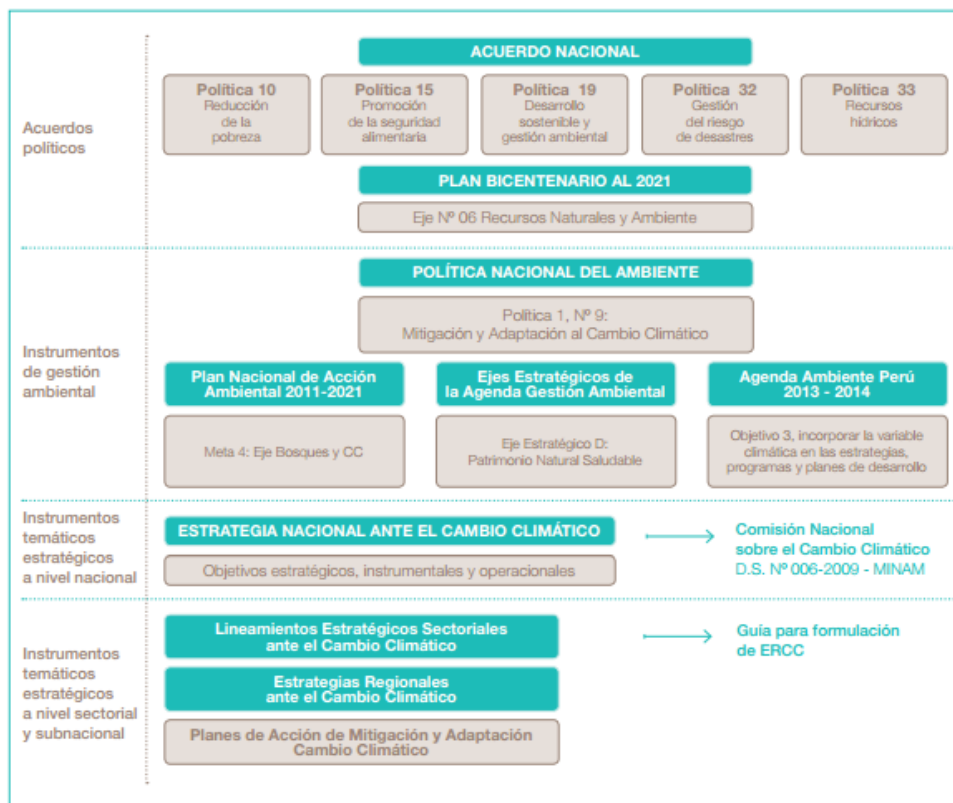 Acuerdos
políticos
ACUERDO NACIONAL
Política 10
Reducción
de la
pobreza
Política 15
Promoción
de la seguridad
alimentaria
Política 19
Desarrollo
sostenible y
gestión ambiental
Política 32
Gestión
del riesgo
de desastres
Política 33
Recursos
hídricos
PLAN BICENTENARIO AL 2021
Eje Nº 06 Recursos Naturales y Ambiente
Instrumentos
de gestión
ambiental
POLÍTICA NACIONAL DEL AMBIENTE
Política 1, Nº 9:
Mitigación y Adaptación al Cambio Climático
Plan Nacional de Acción
Ambiental 2011-2021
Meta 4: Eje Bosques y CC
Ejes Estratégicos de
la Agenda Gestión Ambiental
Eje Estratégico D:
Patrimonio Natural Saludable
Agenda Ambiente Perú
2013 - 2014
Objetivo 3, incorporar la variable
climática en las estrategias,
programas y planes de desarrollo
Instrumentos
temáticos
estratégicos
a nivel nacional
ESTRATEGIA NACIONAL ANTE EL CAMBIO CLIMÁTICO
Objetivos estratégicos, instrumentales y operacionales
Comisión Nacional
sobre el Cambio Climático
D.S. Nº 006-2009 - MINAM
Instrumentos
temáticos
estratégicos
a nivel sectorial
y subnacional
Lineamientos Estratégicos Sectoriales
ante el Cambio Climático
Estrategias Regionales
ante el Cambio Climático
Planes de Acción de Mitigación y Adaptación
Cambio Climático
Guía para formulación
de ERCC